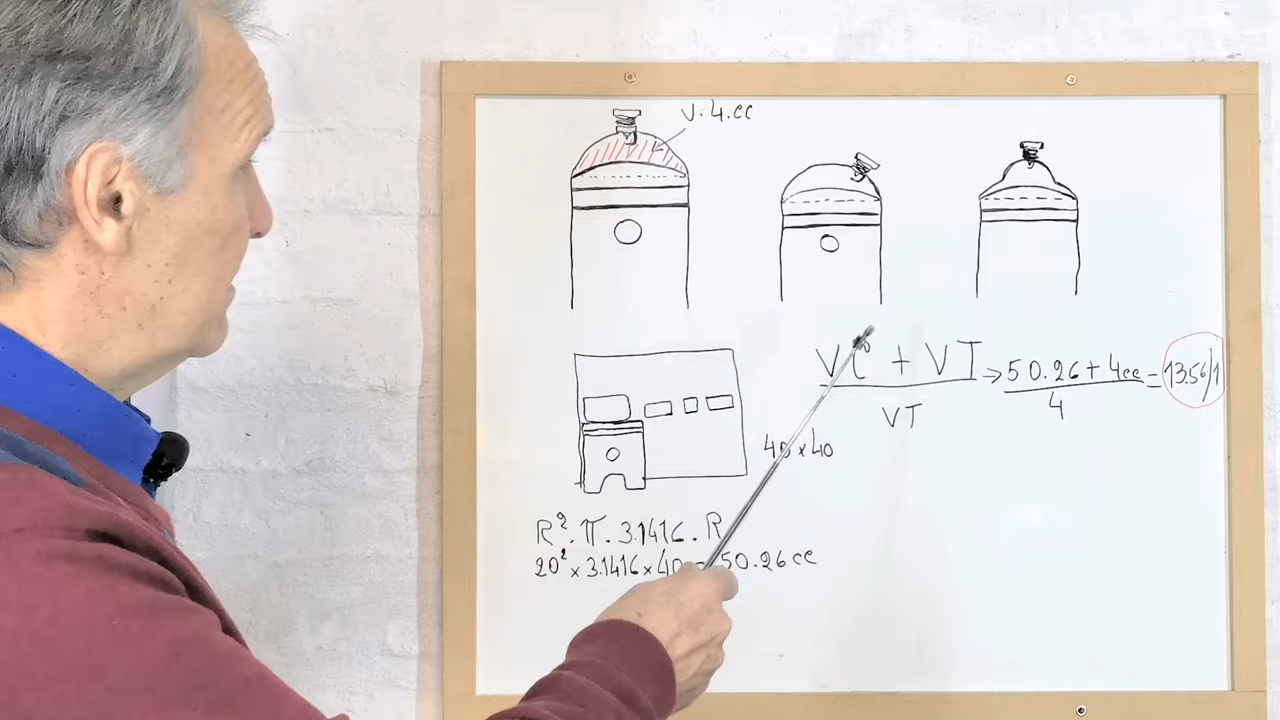 V. 4.cc
VC + VT → 50.26 + 4cc = 13.56/1
VT
4
40 x 40
R². π. 3.1416. R
20² x 3.1416 x 40 = 50.26 cc